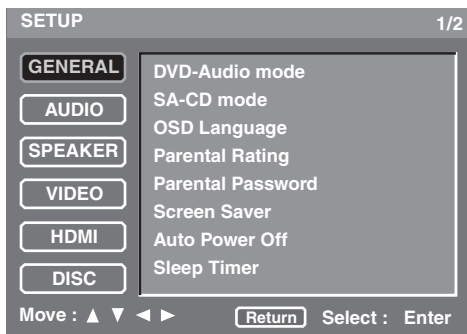 SETUP 1/2
GENERAL
AUDIO
SPEAKER
VIDEO
HDMI
DISC
DVD-Audio mode
SA-CD mode
OSD Language
Parental Rating
Parental Password
Screen Saver
Auto Power Off
Sleep Timer
Move : ▲ ▼ ◄ ► Return Select : Enter